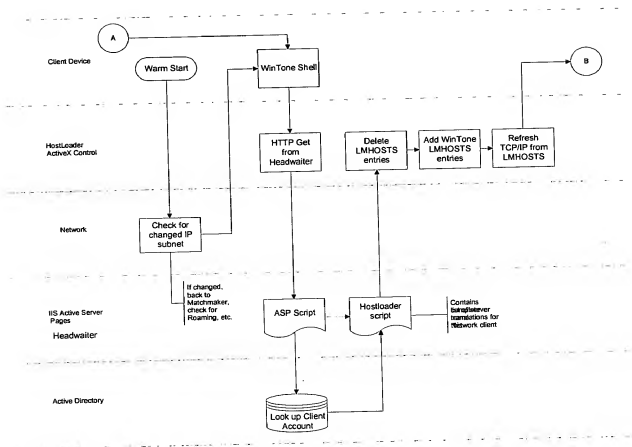 A
Client Device
Warm Start
WinTone Shell
B
HostLoader
ActiveX Control
HTTP Get
from
Headwaiter
Delete
LMHOSTS
entries
Add WinTone
LMHOSTS
entries
Refresh
TCP/IP from
LMHOSTS
Network
Check for
changed IP
subnet
If changed,
back to
Matchmaker,
check for
Roaming, etc.
IIS Active Server
Pages
Headwaiter
ASP Script
Hostloader
script
Contains
translations for
Network client
Active Directory
Look up Client
Account